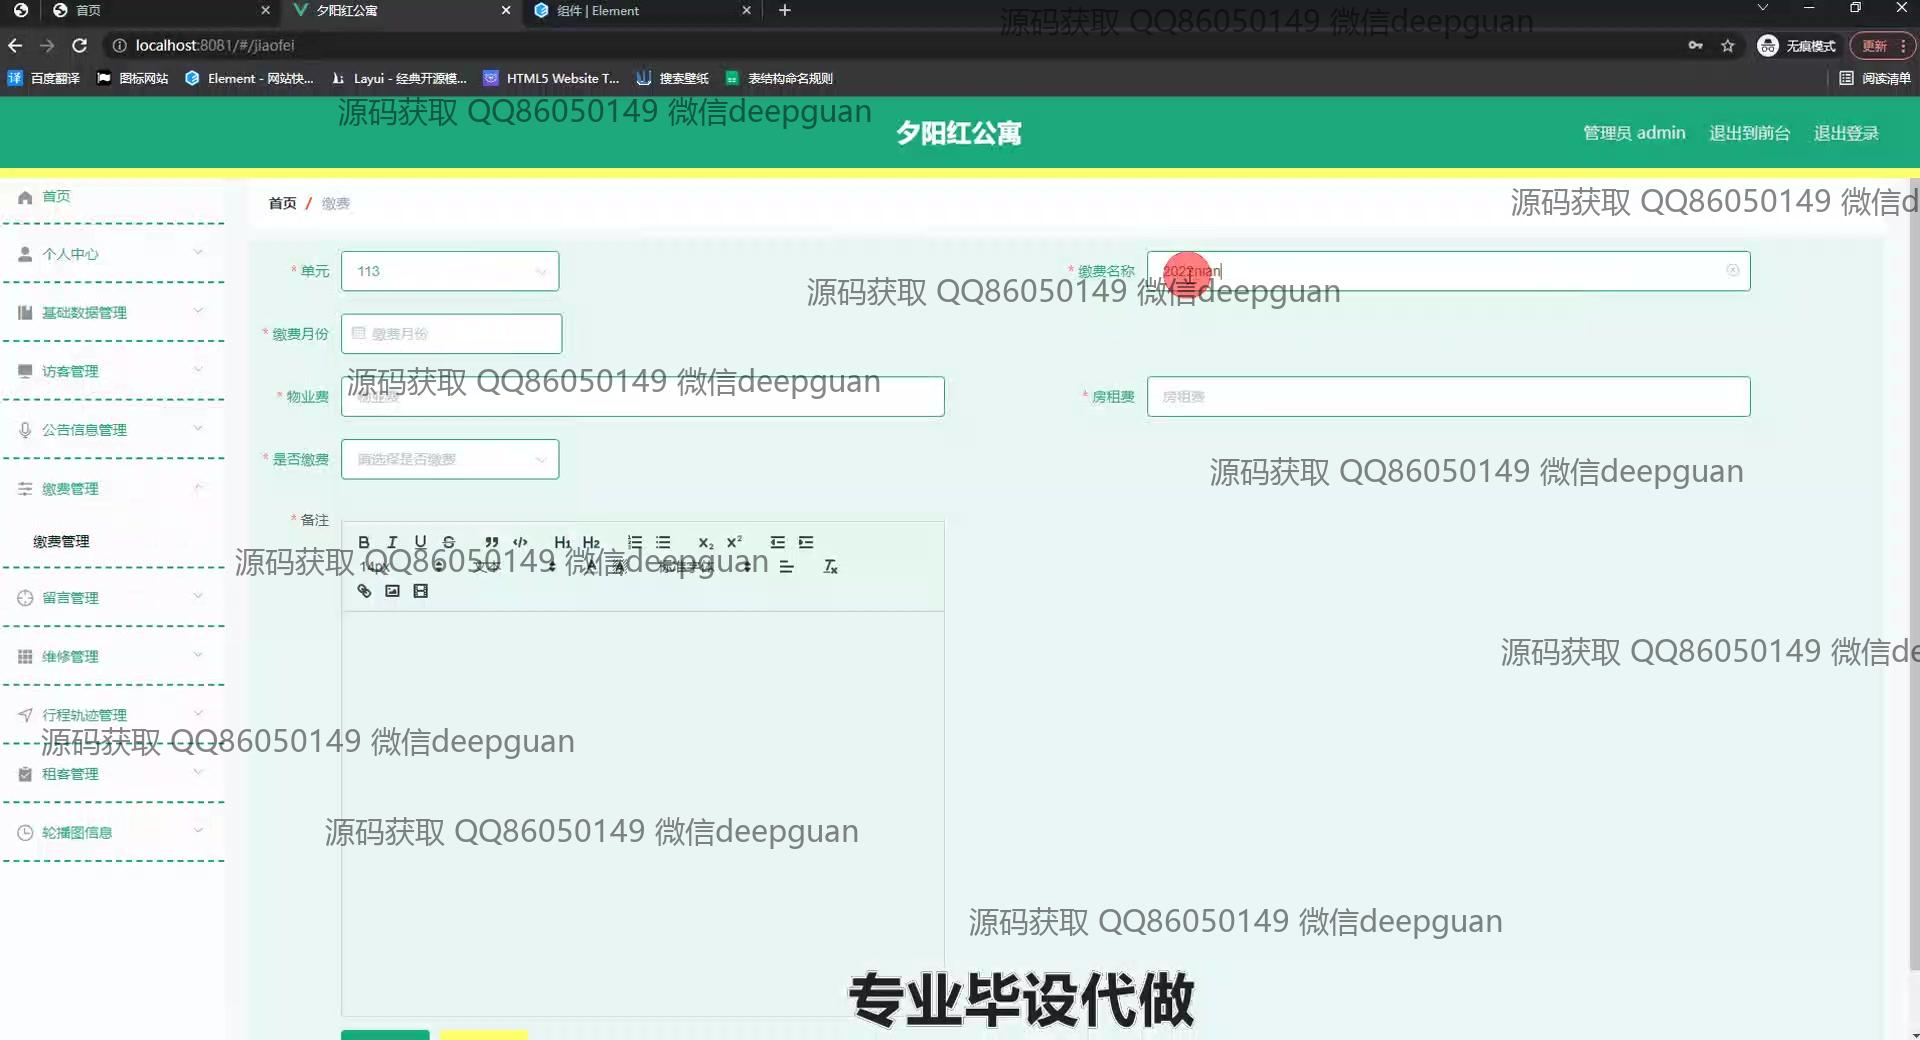 首页
夕阳红公寓
组件 | Element
localhost:8081/#/jiaofei
无痕模式
更新
百度翻译
图标网站
Element - 网站快...
Layui - 经典开源模...
HTML5 Website T...
搜索壁纸
表结构命名规则
阅读清单
源码获取 QQ86050149 微信deepguan
源码获取 QQ86050149 微信deepguan
夕阳红公寓
管理员 admin
退出到前台
退出登录
首页
个人中心
基础数据管理
访客管理
公告信息管理
缴费管理
缴费管理
留言管理
维修管理
行程轨迹管理
租客管理
轮播图信息
首页 / 缴费
源码获取 QQ86050149 微信d
* 单元
113
* 缴费名称
2022nian
源码获取 QQ86050149 微信deepguan
* 缴费月份
缴费月份
源码获取 QQ86050149 微信deepguan
* 物业费
物业费
* 房租费
房租费
* 是否缴费
请选择是否缴费
源码获取 QQ86050149 微信deepguan
* 备注
B I U S H1 H2 X2 X2
14px 文本 标准字体
源码获取 QQ86050149 微信deepguan
源码获取 QQ86050149 微信de
源码获取 QQ86050149 微信deepguan
源码获取 QQ86050149 微信deepguan
源码获取 QQ86050149 微信deepguan
专业毕设代做